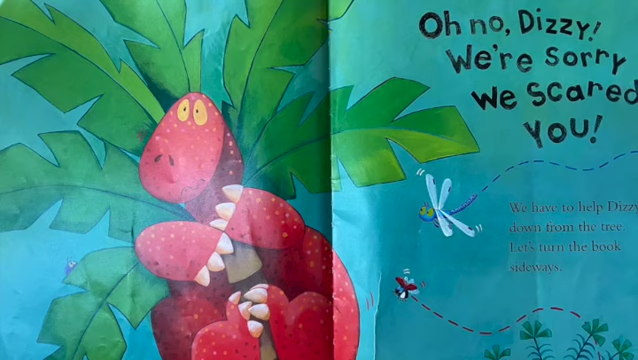 Oh no, Dizzy!
We're sorry
we scared
you!
We have to help Dizzy
down from the tree.
Let's turn the book
sideways.